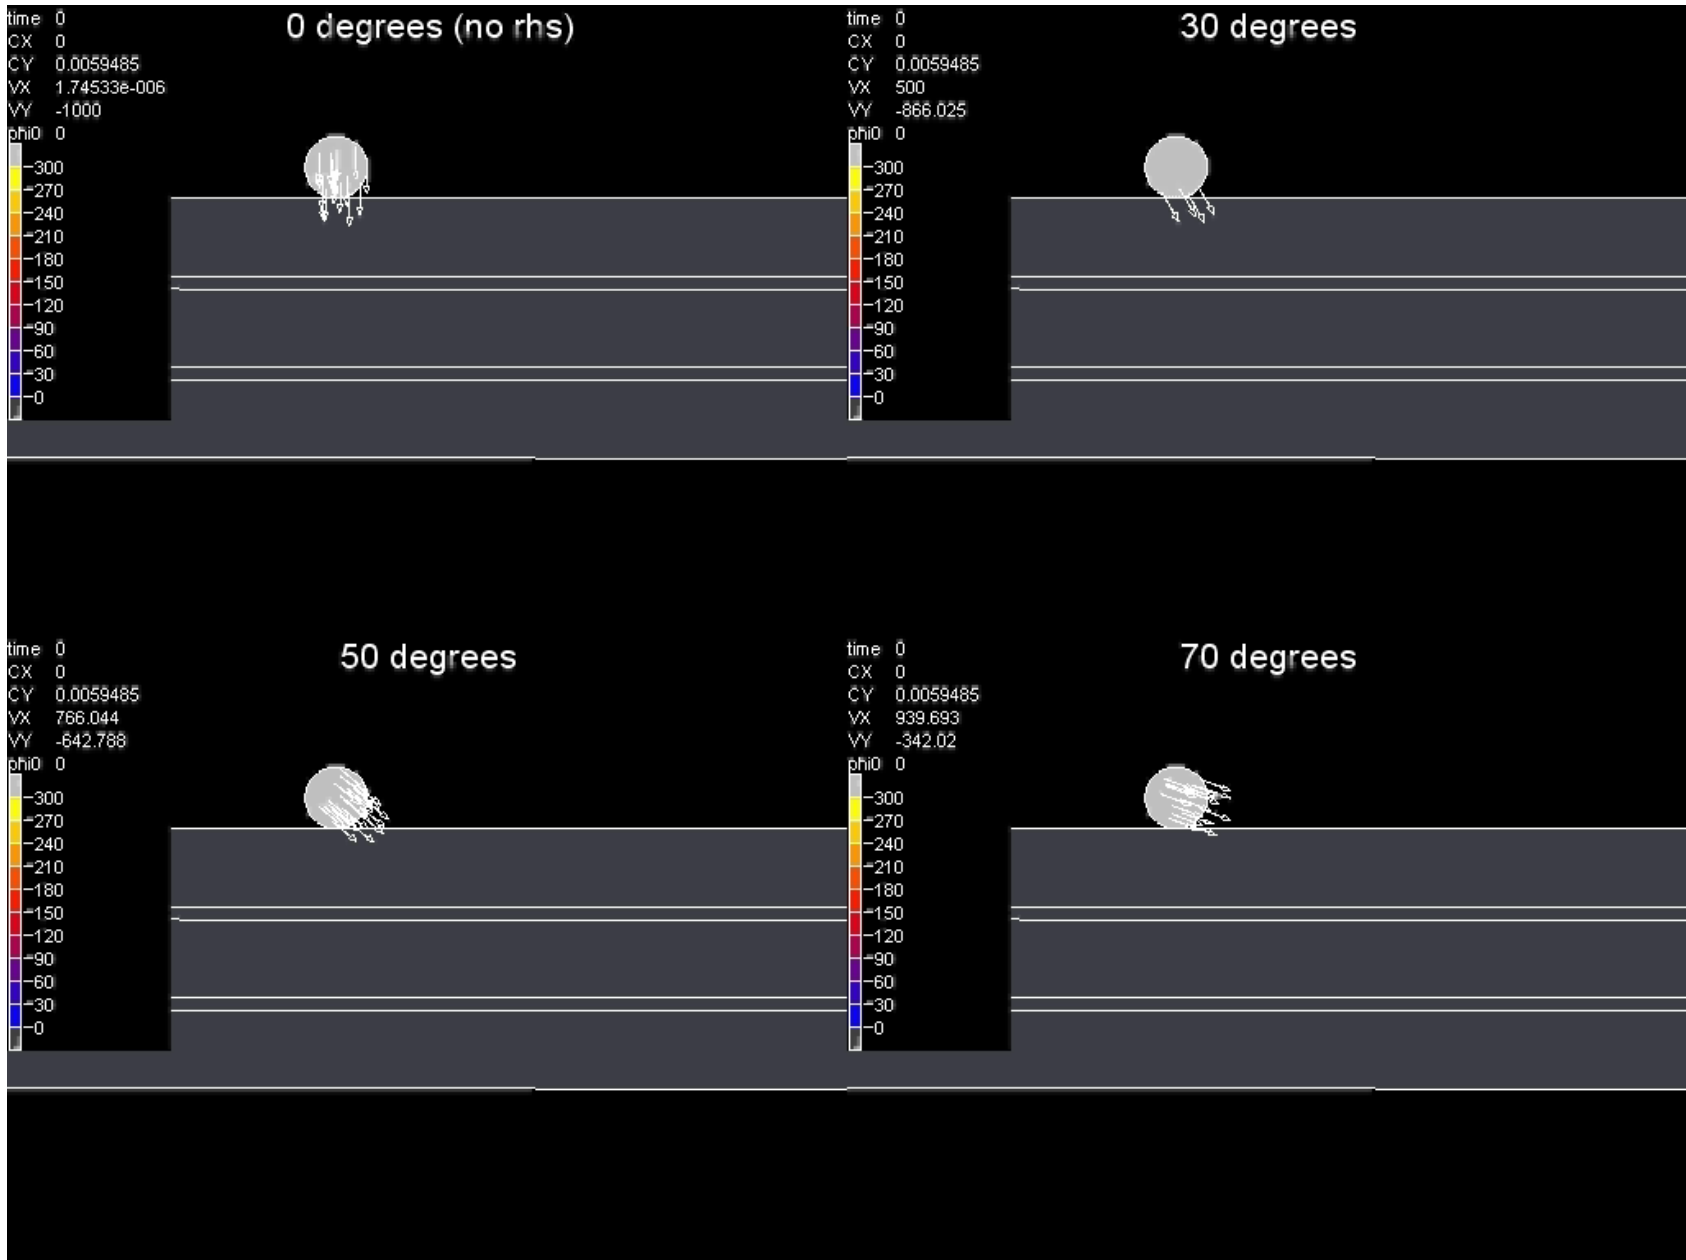 0 degrees (no rhs)
time 0
CX 0
CY 0.0059485
VX 1.74533e-006
VY -1000
phi0 0
300
270
240
210
180
150
120
90
60
30
0
30 degrees
time 0
CX 0
CY 0.0059485
VX 500
VY -866.025
phi0 0
300
270
240
210
180
150
120
90
60
30
0
50 degrees
time 0
CX 0
CY 0.0059485
VX 766.044
VY -642.788
phi0 0
300
270
240
210
180
150
120
90
60
30
0
70 degrees
time 0
CX 0
CY 0.0059485
VX 939.693
VY -342.02
phi0 0
300
270
240
210
180
150
120
90
60
30
0